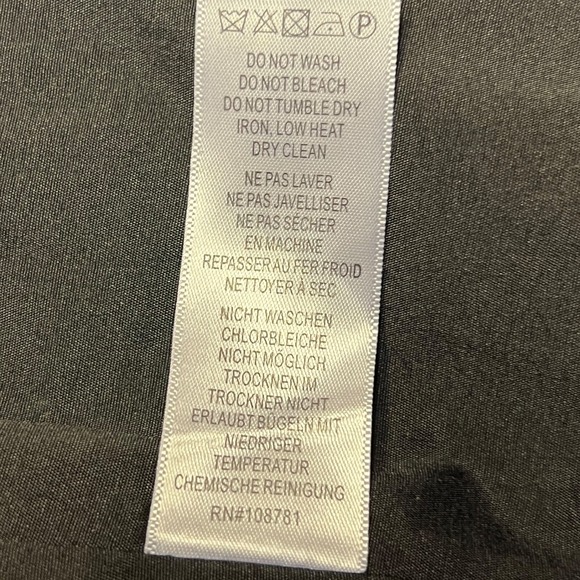 P
DO NOT WASH
DO NOT BLEACH
DO NOT TUMBLE DRY
IRON, LOW HEAT
DRY CLEAN
NE PAS LAVER
NE PAS JAVELLISER
NE PAS SÉCHER
EN MACHINE
REPASSER AU FER FROID
NETTOYER À SEC
NICHT WASCHEN
CHLORBLEICHE
NICHT MÖGLICH
TROCKNEN IM
TROCKNER NICHT
ERLAUBT BÜGELN MIT
NIEDRIGER
TEMPERATUR
CHEMISCHE REINIGUNG
RN#108781